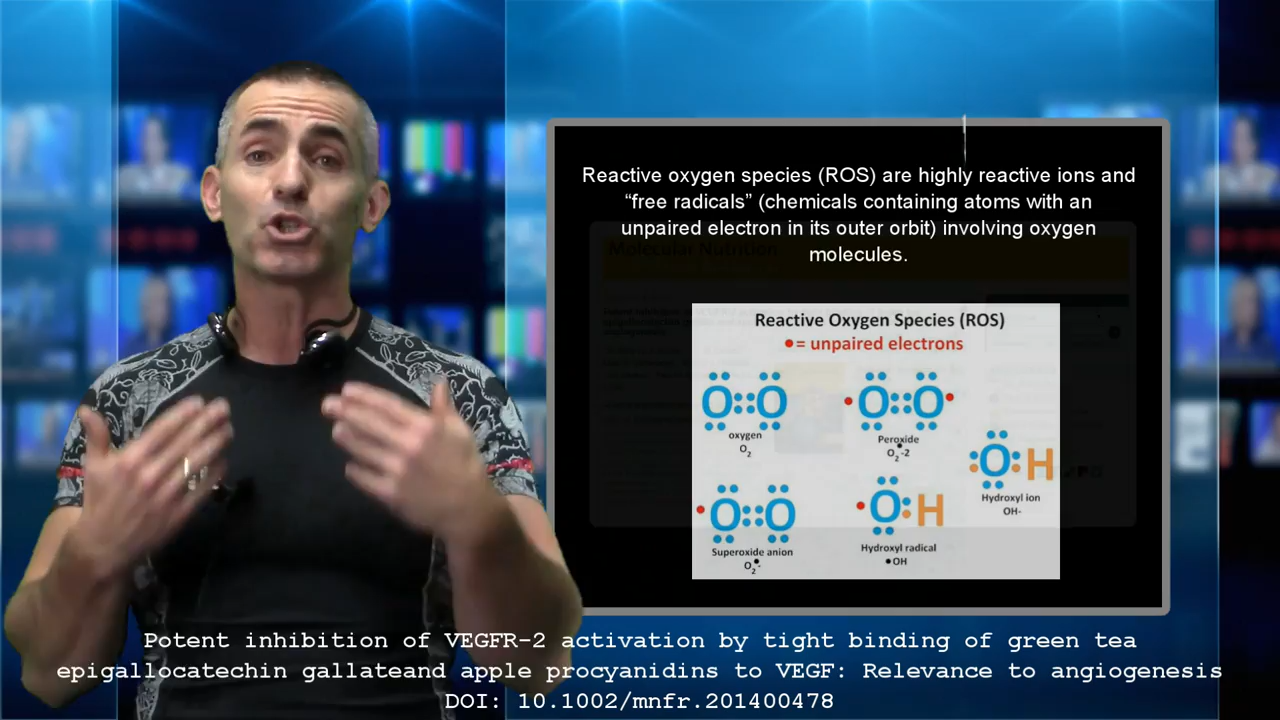 Reactive oxygen species (ROS) are highly reactive ions and
“free radicals” (chemicals containing atoms with an
unpaired electron in its outer orbit) involving oxygen
molecules.
Molecular Nutrition
Reactive Oxygen Species (ROS)
= unpaired electrons
O O
oxygen
O2
O O
Peroxide
O2•-2
O H
Hydroxyl ion
OH-
O O
Superoxide anion
O2•-
O H
Hydroxyl radical
•OH
Potent inhibition of VEGFR-2 activation by tight binding of green tea
epigallocatechin gallateand apple procyanidins to VEGF: Relevance to angiogenesis
DOI: 10.1002/mnfr.201400478